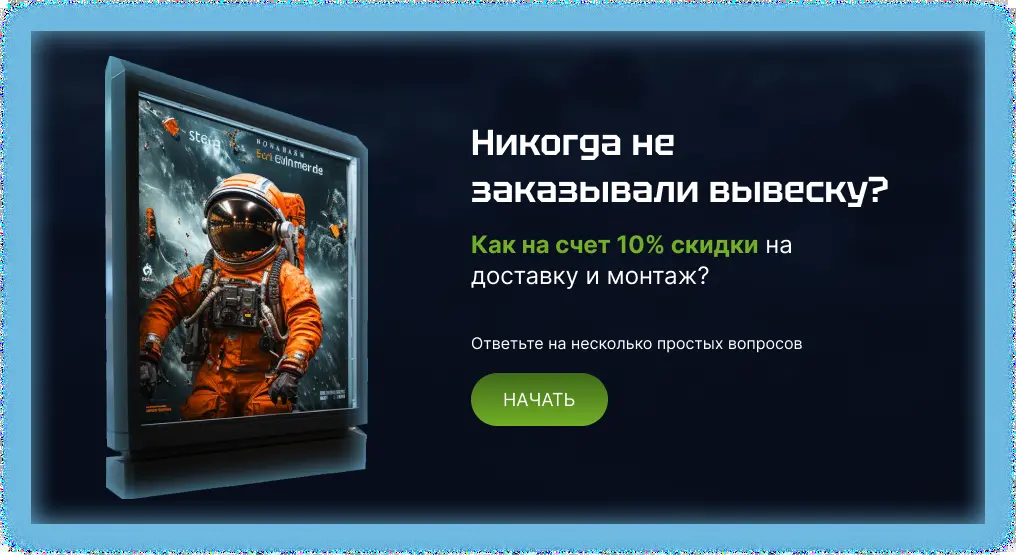 Никогда не
заказывали вывеску?
Как на счет 10% скидки на
доставку и монтаж?
Ответьте на несколько простых вопросов
НАЧАТЬ